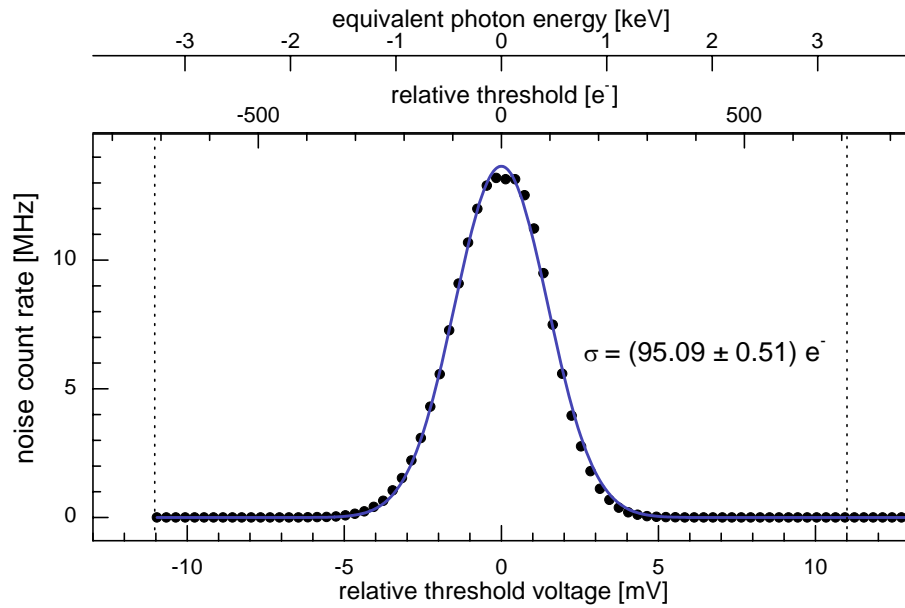 equivalent photon energy [keV]
-3 -2 -1 0 1 2 3
relative threshold [e⁻]
-500 0 500
noise count rate [MHz]
10
5
0
σ = (95.09 ± 0.51) e⁻
-10 -5 0 5 10
relative threshold voltage [mV]